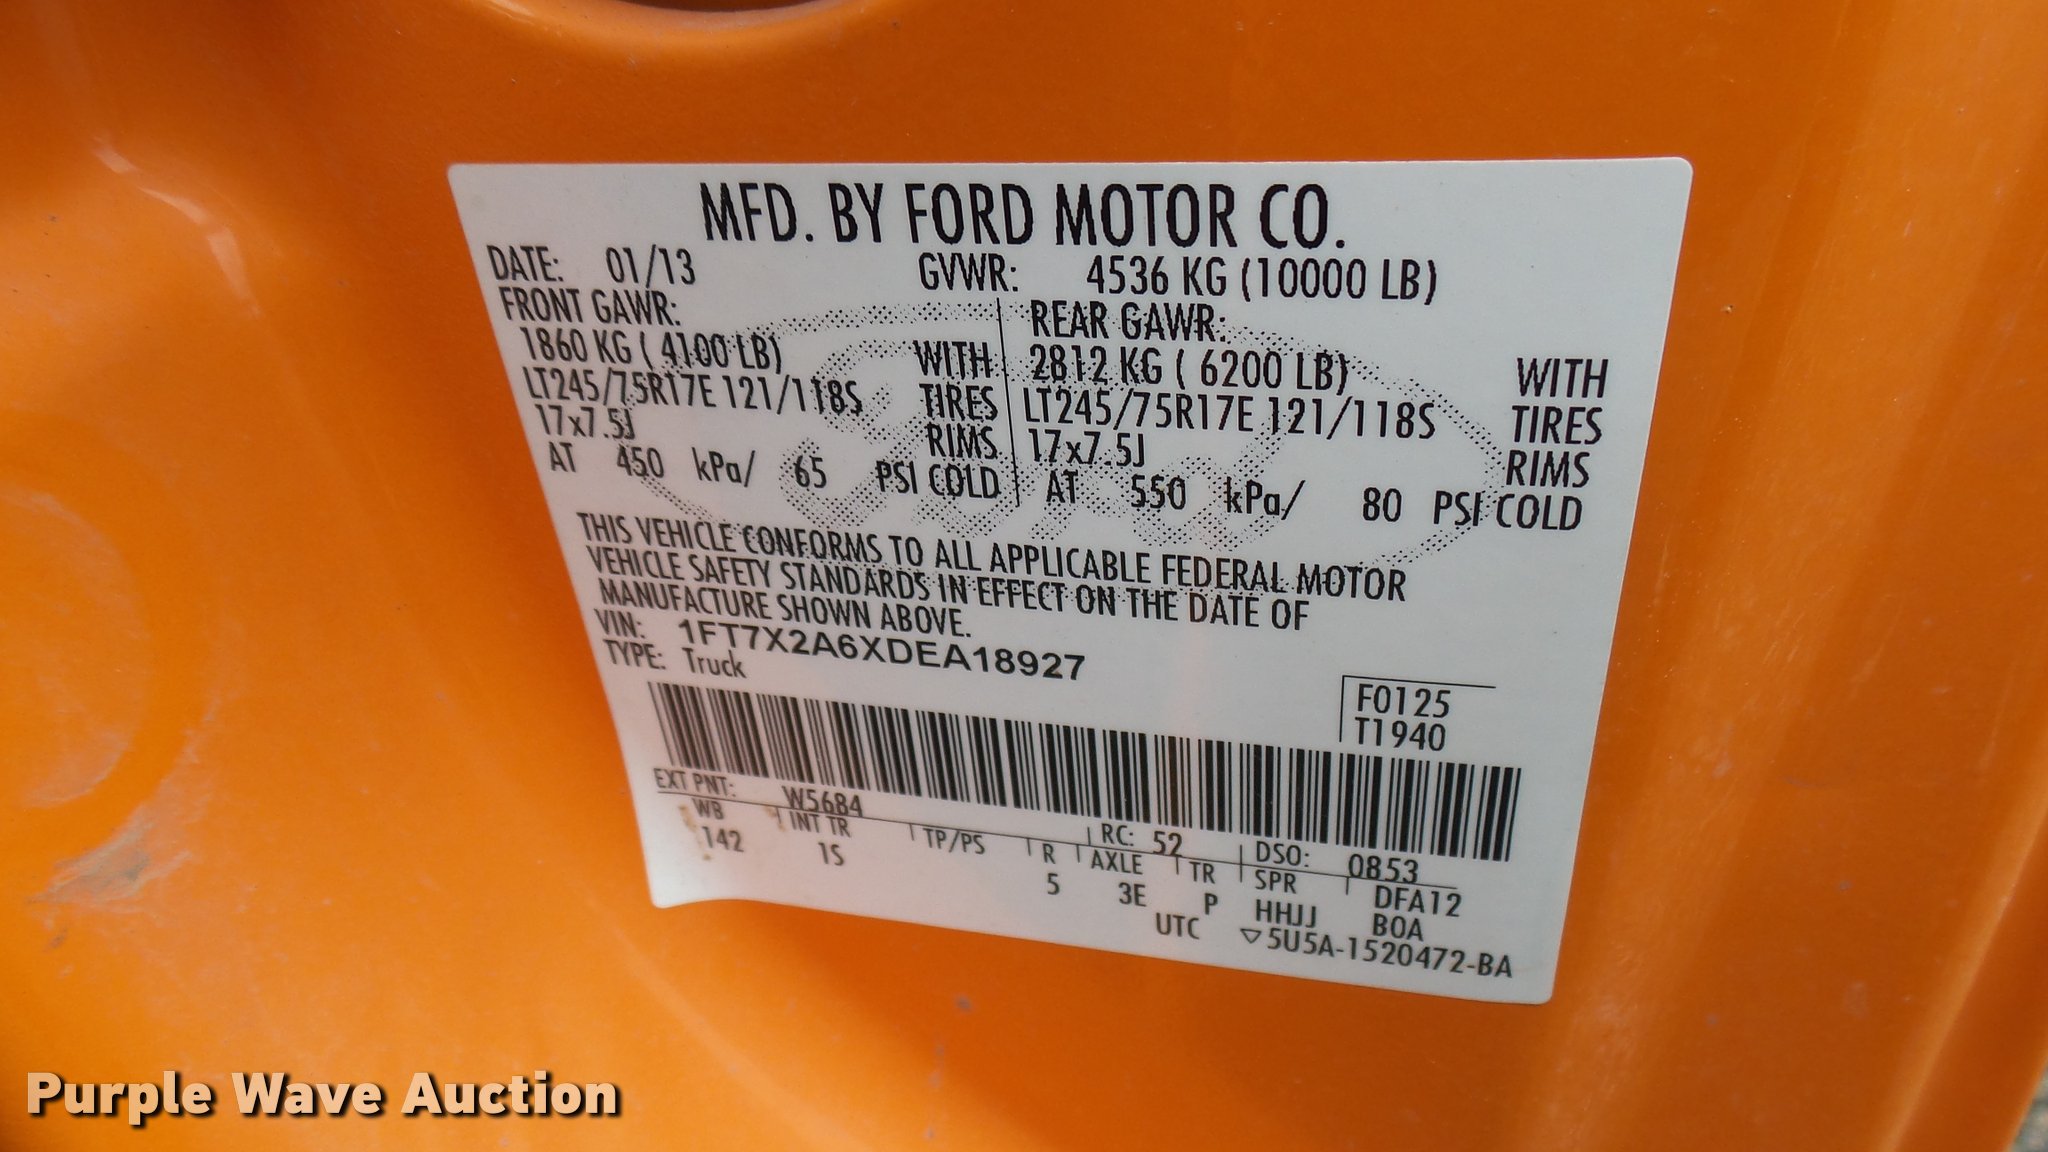 MFD. BY FORD MOTOR CO.
DATE: 01/13 GVWR: 4536 KG (10000 LB)
FRONT GAWR: REAR GAWR:
1860 KG ( 4100 LB) WITH 2812 KG ( 6200 LB) WITH
LT245/75R17E 121/118S TIRES LT245/75R17E 121/118S TIRES
17x7.5J RIMS 17x7.5J RIMS
AT 450 kPa/ 65 PSI COLD AT 550 kPa/ 80 PSI COLD
THIS VEHICLE CONFORMS TO ALL APPLICABLE FEDERAL MOTOR
VEHICLE SAFETY STANDARDS IN EFFECT ON THE DATE OF
MANUFACTURE SHOWN ABOVE.
VIN: 1FT7X2A6XDEA18927
TYPE: Truck
F0125
T1940
EXT PNT: W5684 RC: 52 DSO: 0853
WB INT TR TP/PS R AXLE TR SPR DFA12
142 1S 5 3E P HHJJ BOA
UTC ▽5U5A-1520472-BA
Ford
Purple Wave Auction